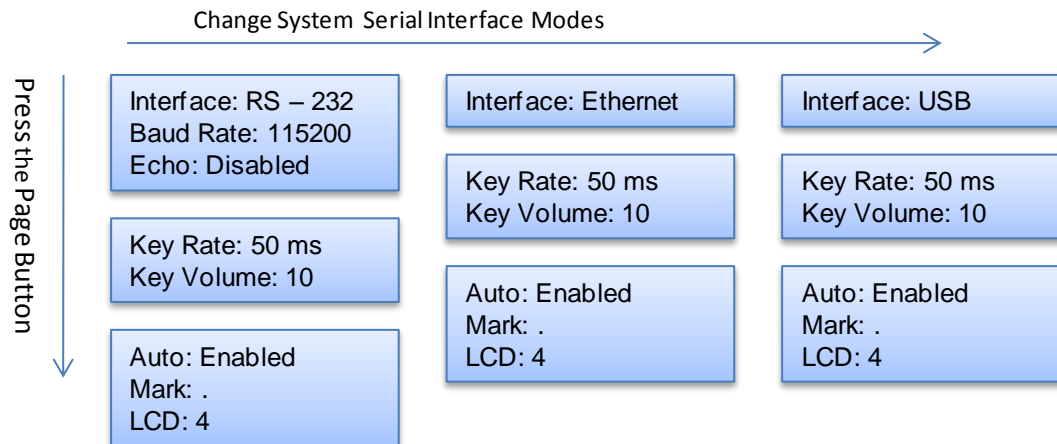 Change System Serial Interface Modes
Press the Page Button
Interface: RS – 232
Baud Rate: 115200
Echo: Disabled
Key Rate: 50 ms
Key Volume: 10
Auto: Enabled
Mark: .
LCD: 4
Interface: Ethernet
Key Rate: 50 ms
Key Volume: 10
Auto: Enabled
Mark: .
LCD: 4
Interface: USB
Key Rate: 50 ms
Key Volume: 10
Auto: Enabled
Mark: .
LCD: 4